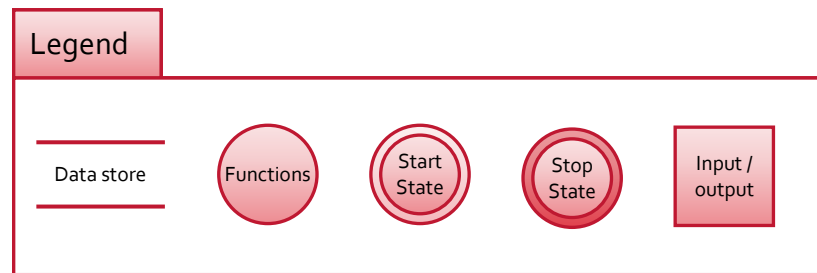 Legend
Data store
Functions
Start
State
Stop
State
Input /
output